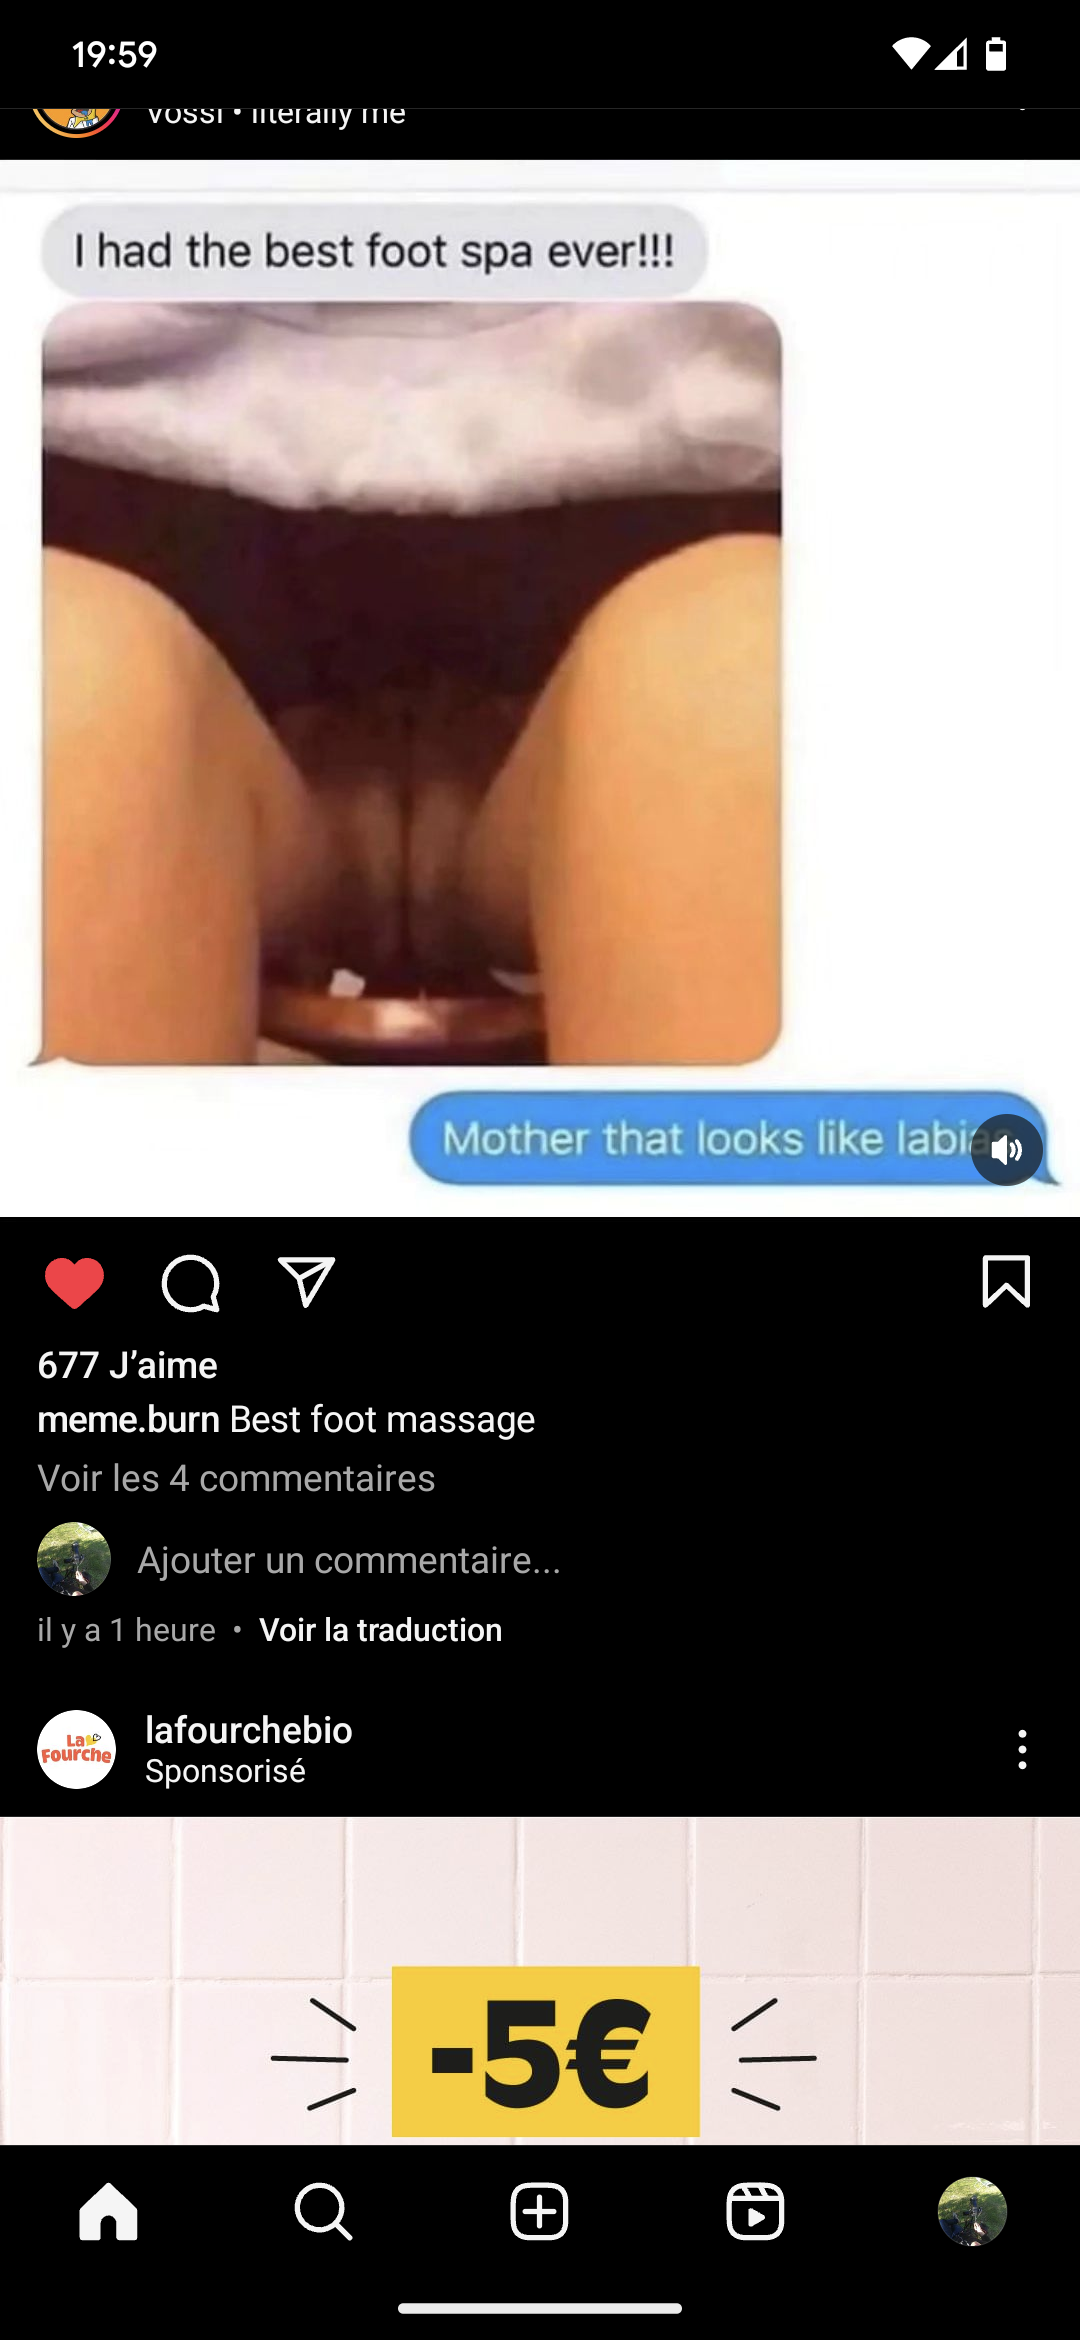 19:59
Vossi • literally me
I had the best foot spa ever!!!
Mother that looks like labias
677 J’aime
meme.burn Best foot massage
Voir les 4 commentaires
Ajouter un commentaire...
il y a 1 heure • Voir la traduction
La Fourche
lafourchebio
Sponsorisé
-5€